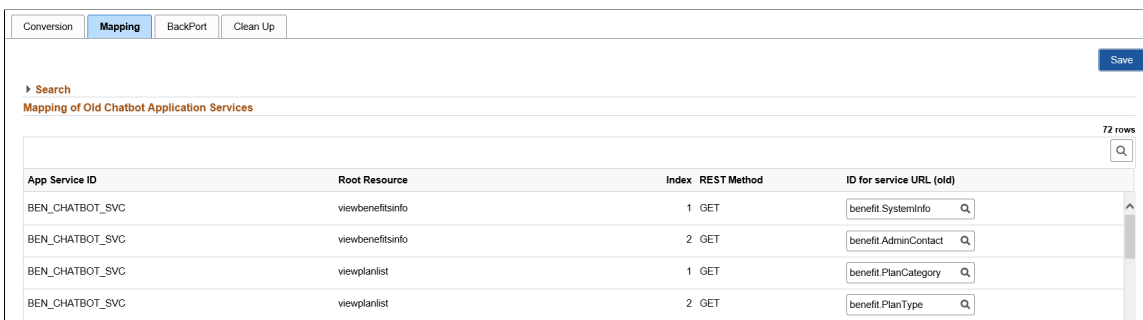 Conversion Mapping BackPort Clean Up
Save
Search
Mapping of Old Chatbot Application Services
72 rows
App Service ID Root Resource Index REST Method ID for service URL (old)
BEN_CHATBOT_SVC viewbenefitsinfo 1 GET benefit.SystemInfo
BEN_CHATBOT_SVC viewbenefitsinfo 2 GET benefit.AdminContact
BEN_CHATBOT_SVC viewplanlist 1 GET benefit.PlanCategory
BEN_CHATBOT_SVC viewplanlist 2 GET benefit.PlanType